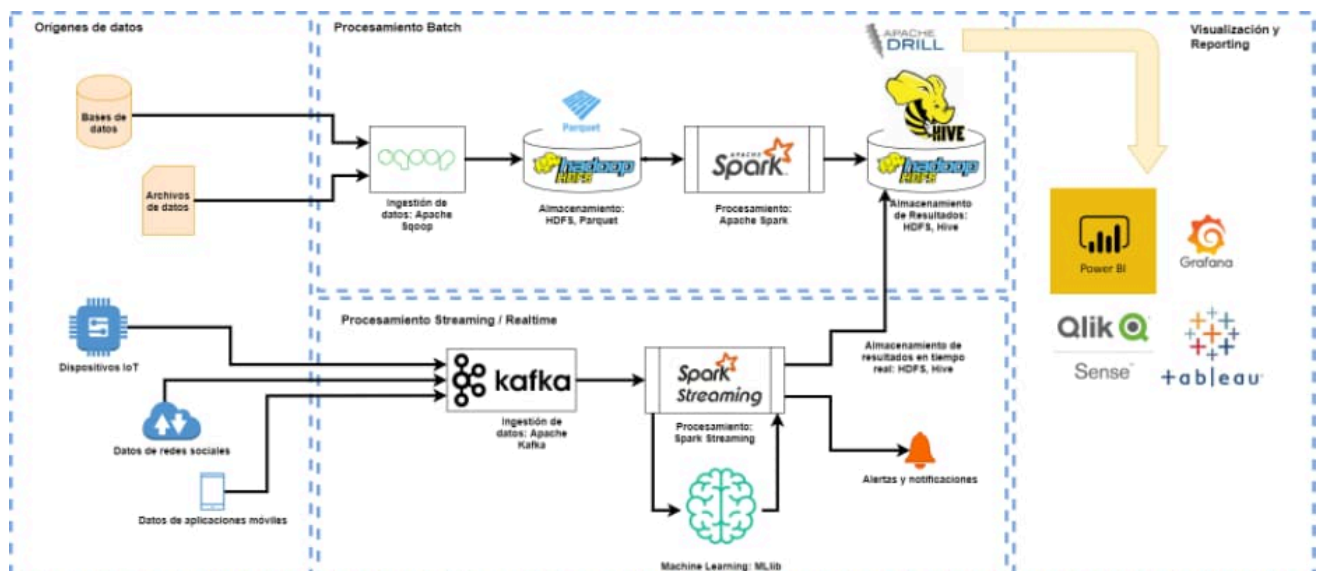 Orígenes de datos
Bases de
datos
Archivos
de datos
Dispositivos IoT
Datos de redes sociales
Datos de aplicaciones móviles
Procesamiento Batch
sqoop
Ingestión de
datos: Apache
Sqoop
Parquet
hadoop
HDFS
Almacenamiento:
HDFS, Parquet
APACHE
Spark
Procesamiento:
Apache Spark
APACHE
DRILL
HIVE
hadoop
HDFS
Almacenamiento
de Resultados:
HDFS, Hive
Procesamiento Streaming / Realtime
kafka
Ingestión de
datos: Apache
Kafka
Spark
Streaming
Procesamiento:
Spark Streaming
Machine Learning: MLlib
Almacenamiento de
resultados en tiempo
real: HDFS, Hive
Alertas y notificaciones
Visualización y
Reporting
Power BI
Grafana
Qlik
Sense
tableau